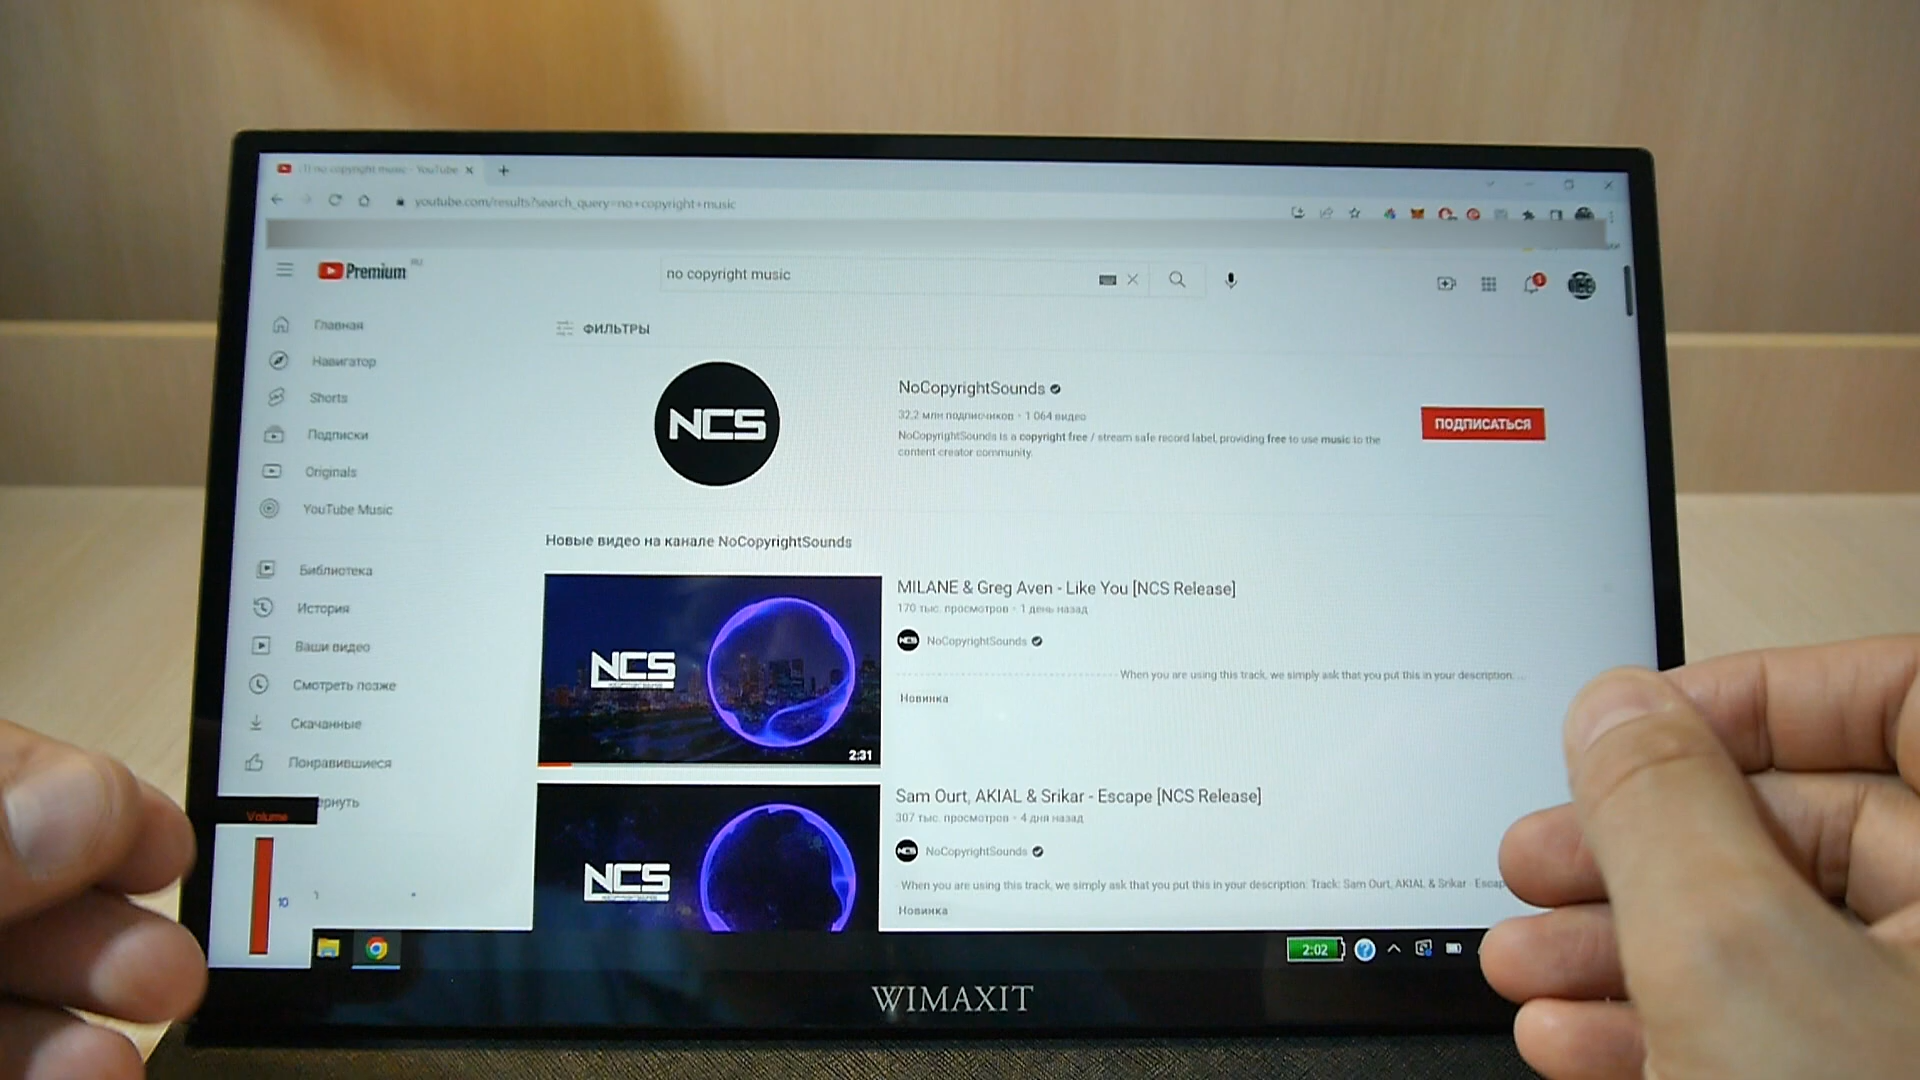 no copyright music - YouTube
youtube.com/results?search_query=no+copyright+music
Premium RU
no copyright music
1
Главная
Навигатор
Shorts
Подписки
Originals
YouTube Music
Библиотека
История
Ваши видео
Смотреть позже
Скачанные
Понравившиеся
ернуть
ФИЛЬТРЫ
NCS
NoCopyrightSounds
32,2 млн подписчиков • 1 064 видео
NoCopyrightSounds is a copyright free / stream safe record label, providing free to use music to the
content creator community.
ПОДПИСАТЬСЯ
Новые видео на канале NoCopyrightSounds
NCS
2:31
MILANE & Greg Aven - Like You [NCS Release]
170 тыс. просмотров • 1 день назад
NoCopyrightSounds
When you are using this track, we simply ask that you put this in your description: ...
Новинка
NCS
Sam Ourt, AKIAL & Srikar - Escape [NCS Release]
307 тыс. просмотров • 4 дня назад
NoCopyrightSounds
When you are using this track, we simply ask that you put this in your description: Track: Sam Ourt, AKIAL & Srikar - Escap
Новинка
Volume
10
2:02
WIMAXIT